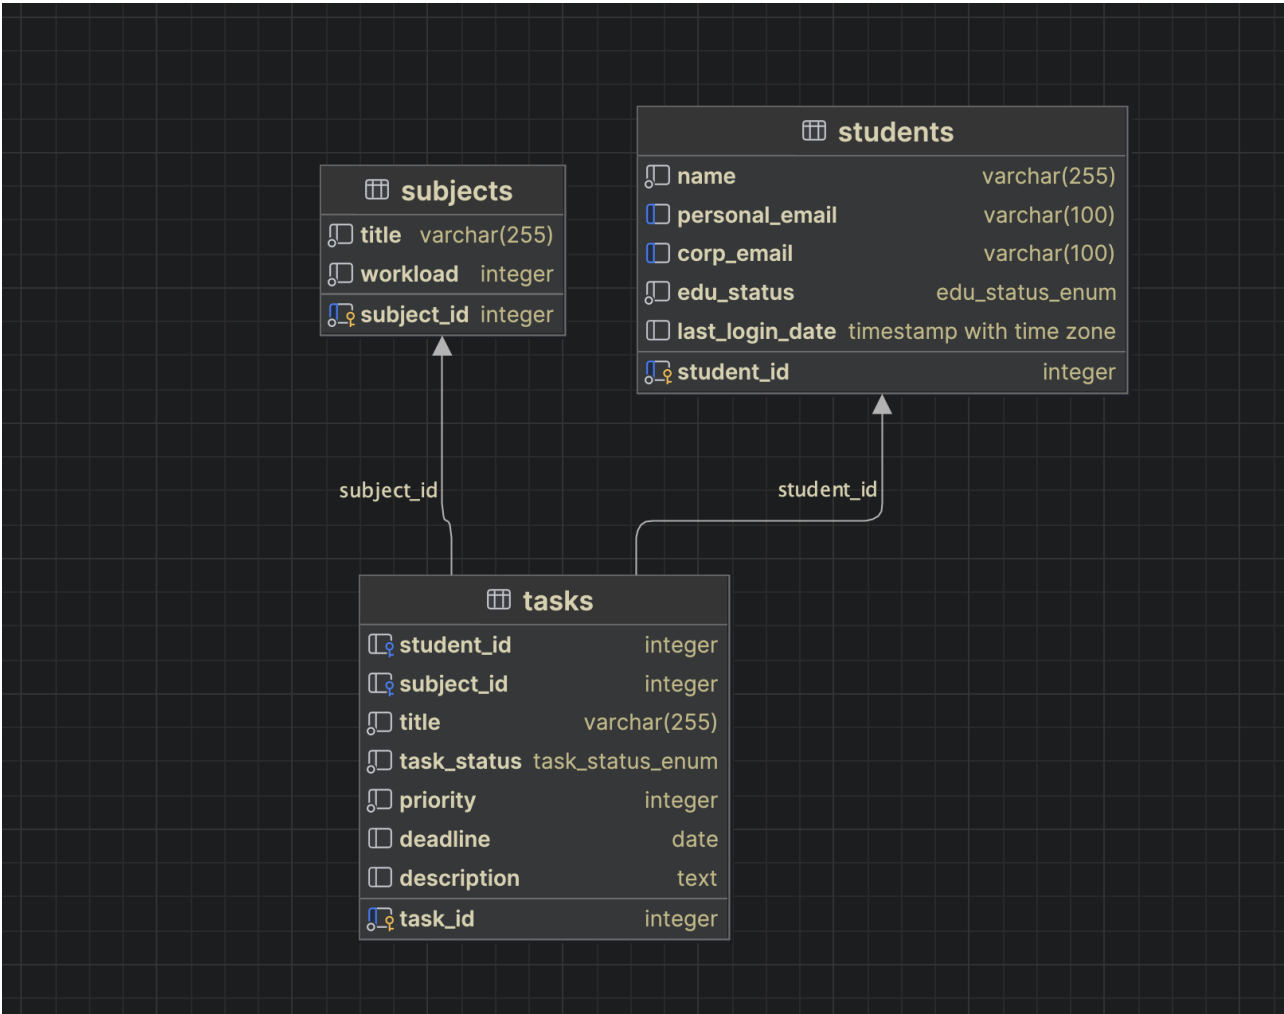 subjects
title varchar(255)
workload integer
subject_id integer
students
name varchar(255)
personal_email varchar(100)
corp_email varchar(100)
edu_status edu_status_enum
last_login_date timestamp with time zone
student_id integer
subject_id
student_id
tasks
student_id integer
subject_id integer
title varchar(255)
task_status task_status_enum
priority integer
deadline date
description text
task_id integer